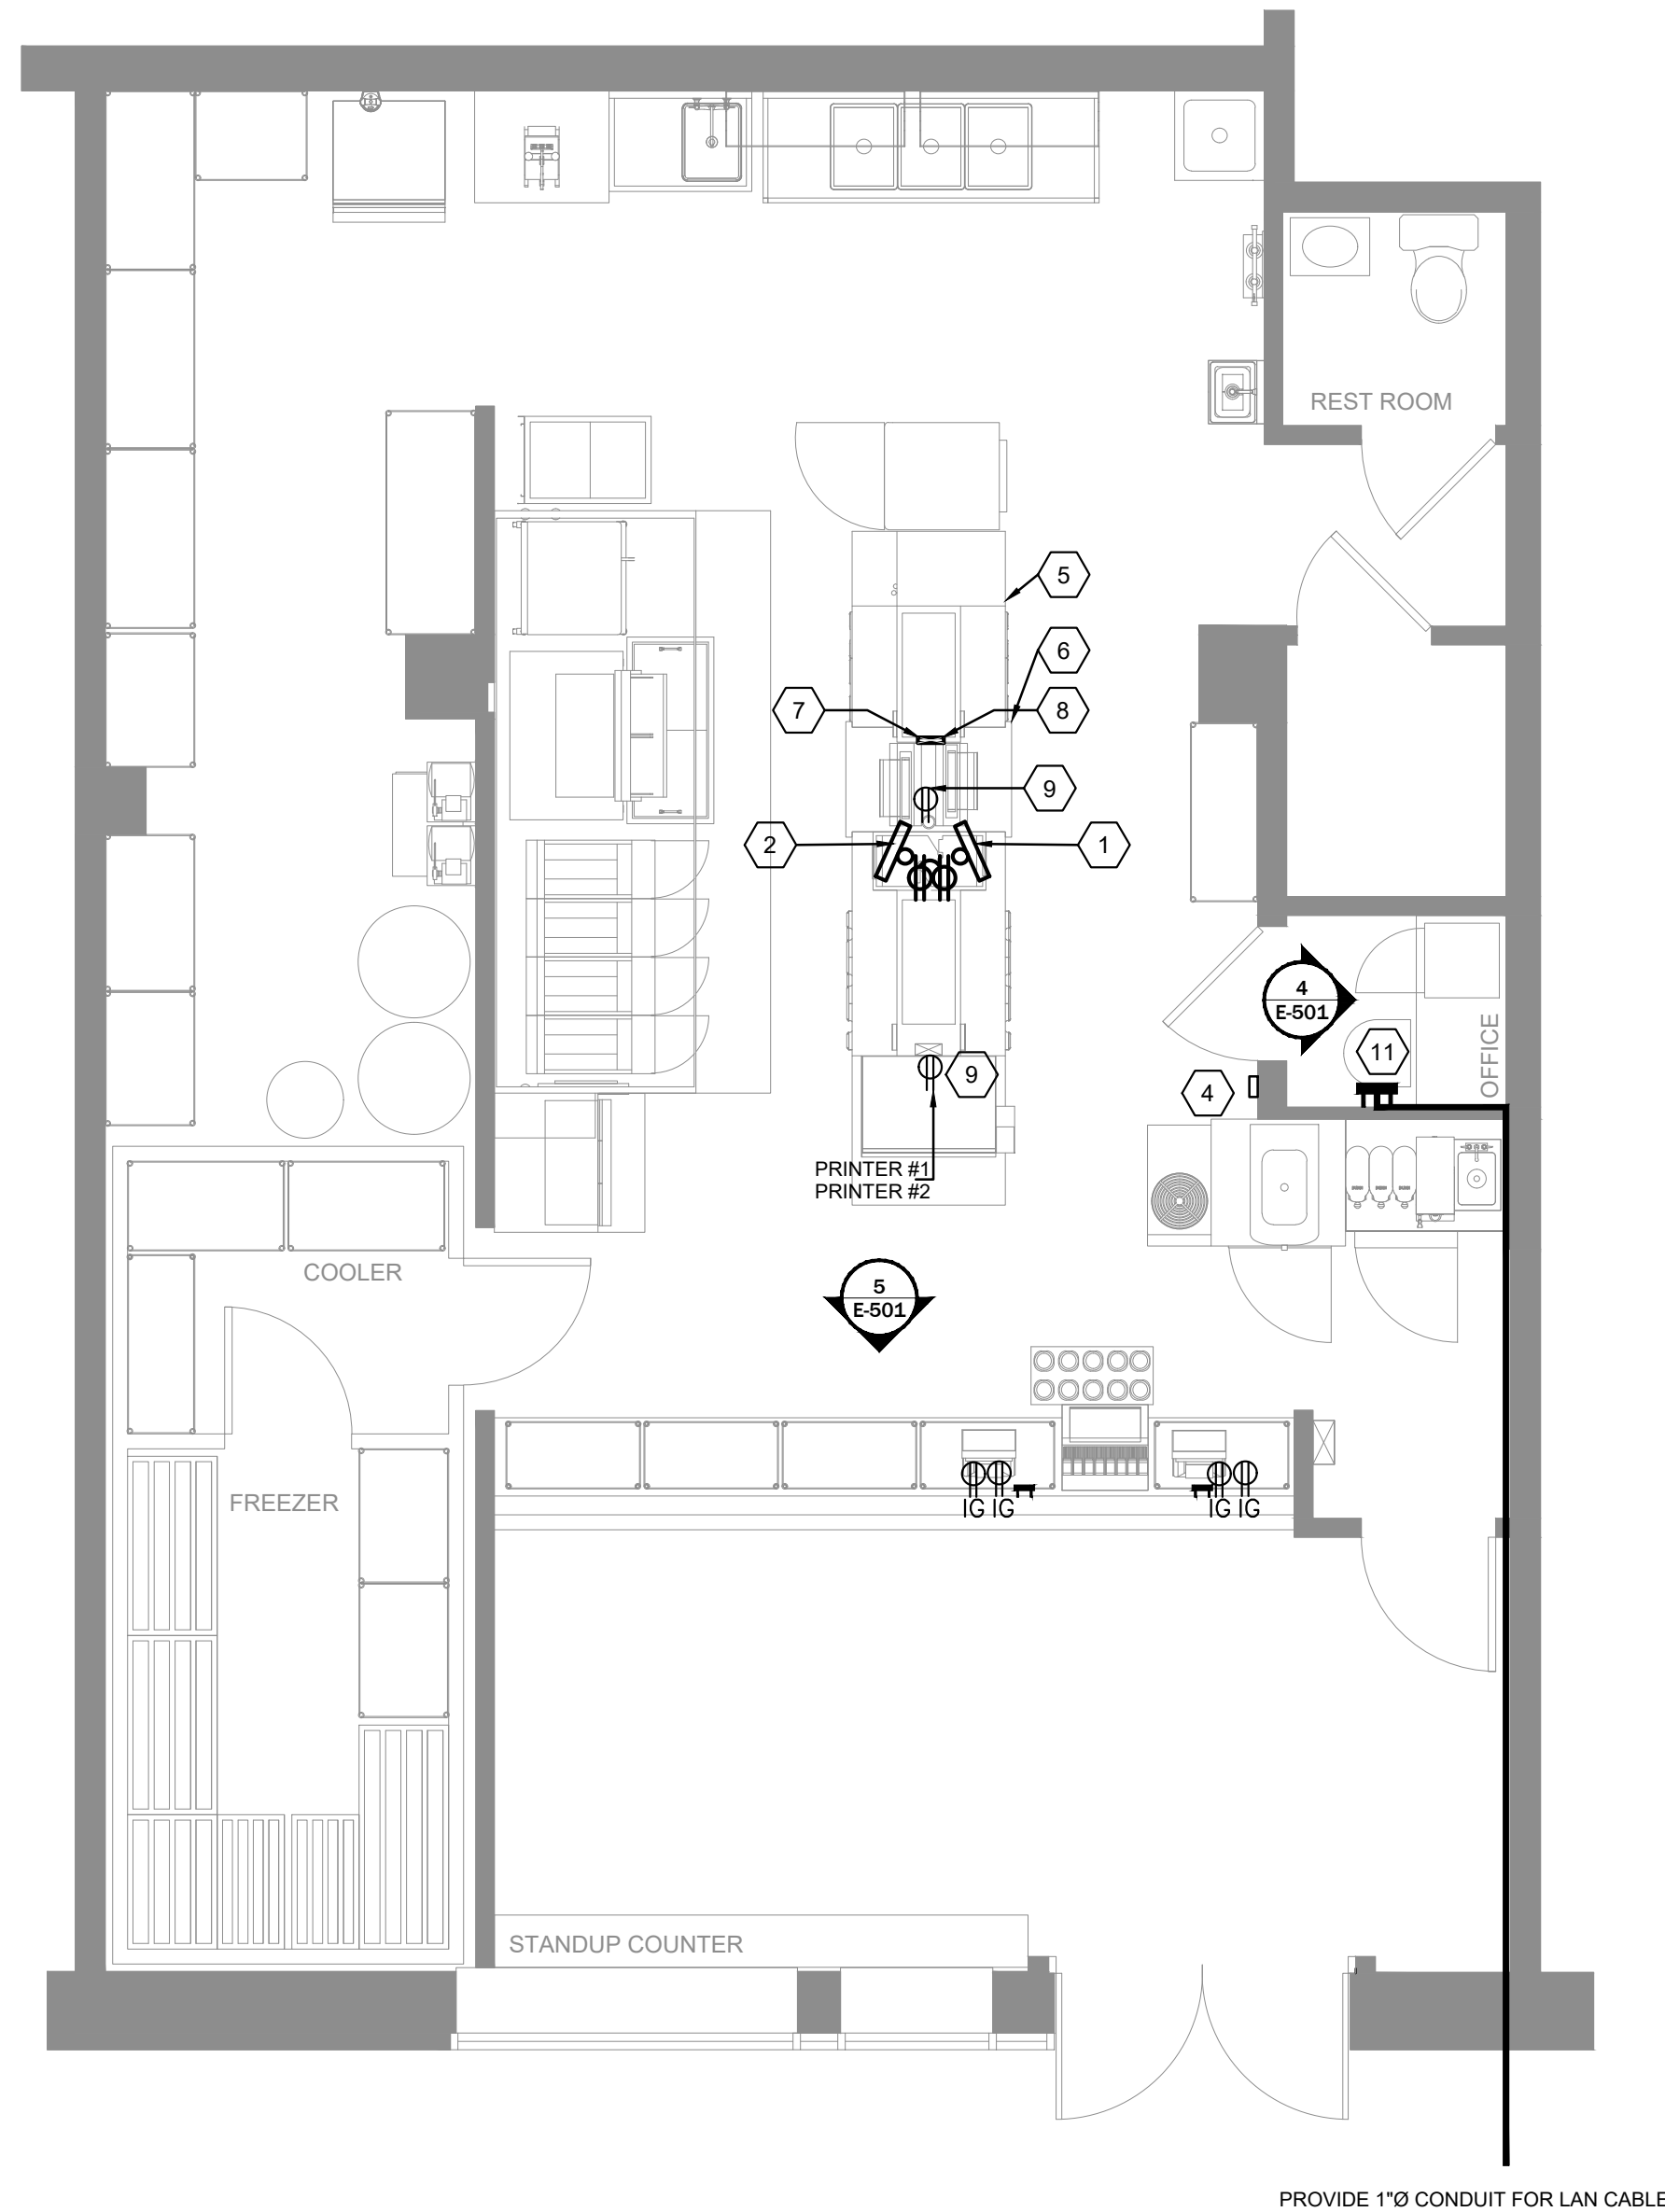 REST ROOM
5
6
7
8
9
2
1
4
E-501
11
OFFICE
9
4
PRINTER #1
PRINTER #2
COOLER
5
E-501
FREEZER
IG IG
IG IG
STANDUP COUNTER
PROVIDE 1"Ø CONDUIT FOR LAN CABLE